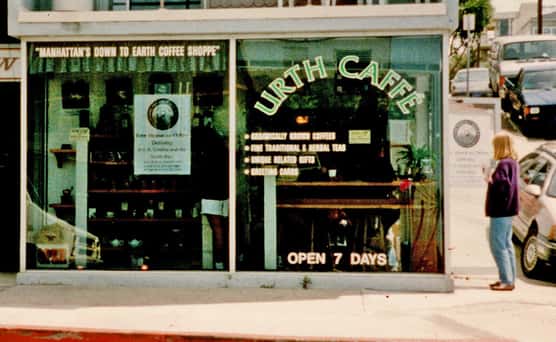 "MANHATTAN'S DOWN TO EARTH COFFEE SHOPPE"
URTH CAFFÉ
ORGANICALLY GROWN COFFEES
FINE TRADITIONAL & HERBAL TEAS
UNIQUE RELATED GIFTS
GREETING CARDS
OPEN 7 DAYS